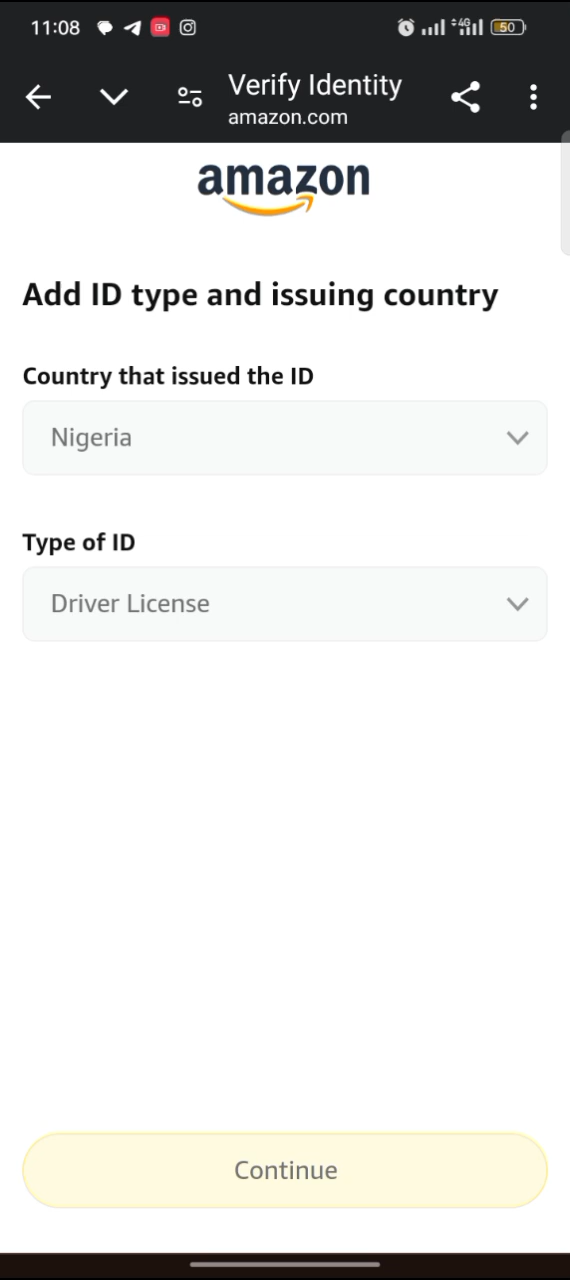 11:08
4G
50
Verify Identity
amazon.com
amazon
Add ID type and issuing country
Country that issued the ID
Nigeria
Type of ID
Driver License
Continue